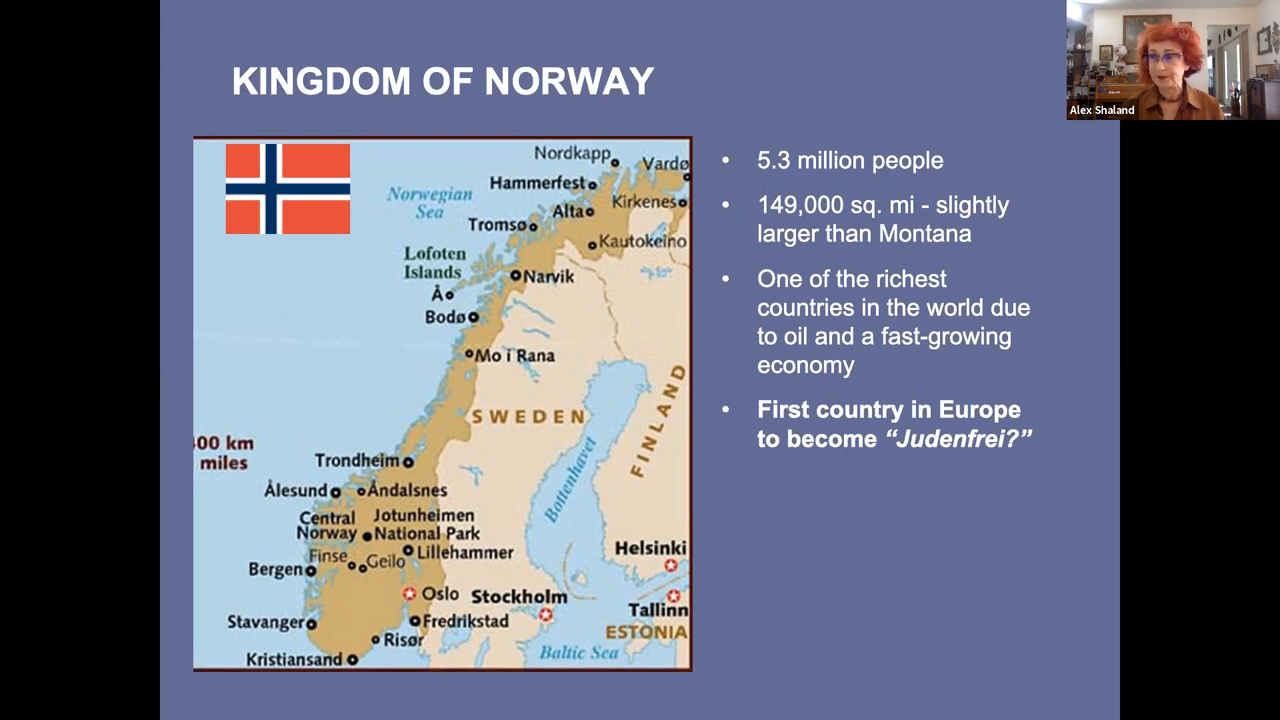 KINGDOM OF NORWAY
Alex Shaland
Nordkapp
Vardø
Hammerfest
Norwegian
Sea
Kirkenes
Alta
Tromsø
Kautokeino
Lofoten
Islands
Narvik
Å
Bodø
Mo i Rana
SWEDEN
FINLAND
00 km
miles
Trondheim
Bottenhavet
Ålesund
Åndalsnes
Central
Norway
Jotunheimen
National Park
Finse
Geilo
Lillehammer
Helsinki
Bergen
Oslo
Stockholm
Tallinn
Stavanger
Fredrikstad
ESTONIA
Risør
Baltic Sea
Kristiansand
• 5.3 million people
• 149,000 sq. mi - slightly
larger than Montana
• One of the richest
countries in the world due
to oil and a fast-growing
economy
• First country in Europe
to become “Judenfrei?”